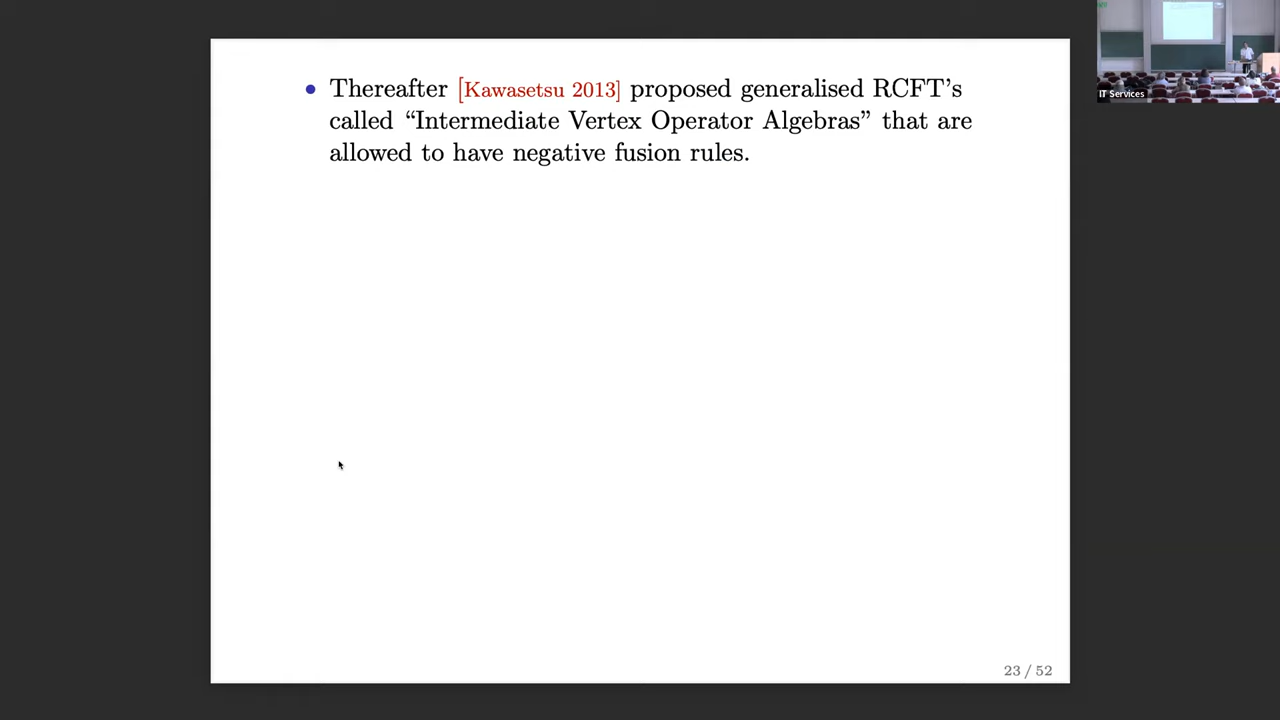 • Thereafter [Kawasetsu 2013] proposed generalised RCFT's
called “Intermediate Vertex Operator Algebras” that are
allowed to have negative fusion rules.
23 / 52
IT Services